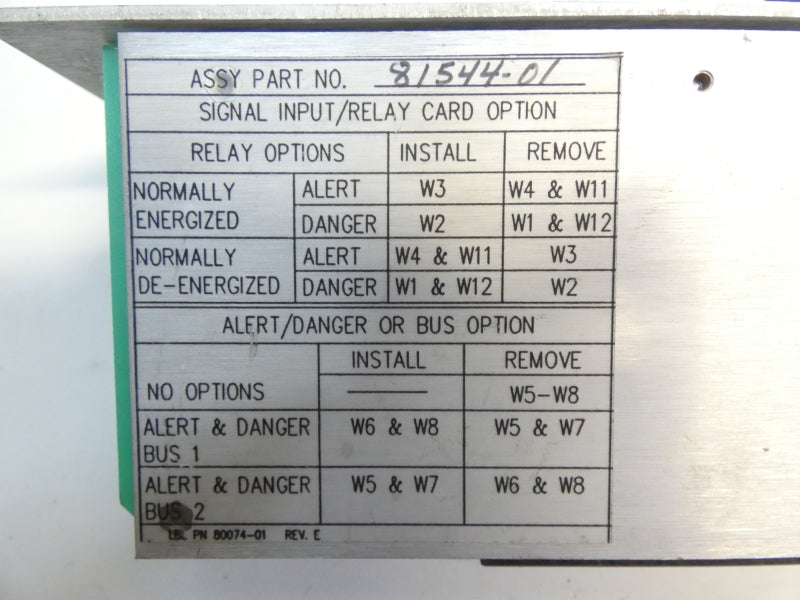 ASSY PART NO. 81544-01
SIGNAL INPUT/RELAY CARD OPTION
RELAY OPTIONS INSTALL REMOVE
NORMALLY ENERGIZED ALERT W3 W4 & W11
DANGER W2 W1 & W12
NORMALLY DE-ENERGIZED ALERT W4 & W11 W3
DANGER W1 & W12 W2
ALERT/DANGER OR BUS OPTION
INSTALL REMOVE
NO OPTIONS ——— W5-W8
ALERT & DANGER BUS 1 W6 & W8 W5 & W7
ALERT & DANGER BUS 2 W5 & W7 W6 & W8
LBL PN 80074-01 REV. E